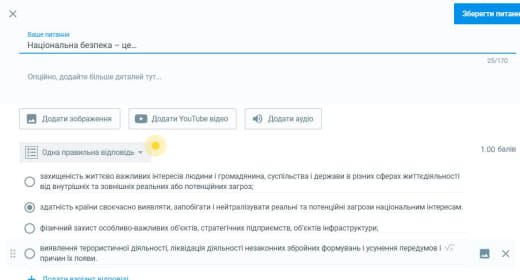 Зберегти питанн
Ваше питання
Національна безпека – це...
25/170
Опційно, додайте більше деталей тут...
Додати зображення
Додати YouTube відео
Додати аудіо
Одна правильна відповідь
1.00 балів
захищеність життєво важливих інтересів людини і громадянина, суспільства і держави в різних сферах життєдіяльності
від внутрішніх та зовнішніх реальних або потенційних загроз;
здатність країни своєчасно виявляти, запобігати і нейтралізувати реальні та потенційні загрози національним інтересам.
фізичний захист особливо-важливих об'єктів, стратегічних підприємств, об'єктів інфраструктури;
виявлення терористичної діяльності, ліквідація діяльності незаконних збройних формувань і усунення передумов і
причин їх появи.
Додати варіант відповіді